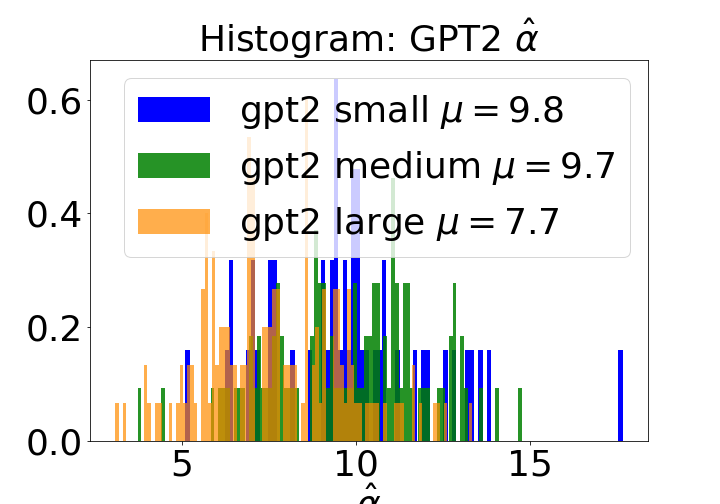 Histogram: GPT2 α̂
gpt2 small μ = 9.8
gpt2 medium μ = 9.7
gpt2 large μ = 7.7
0.6
0.4
0.2
0.0
5 10 15
α̂